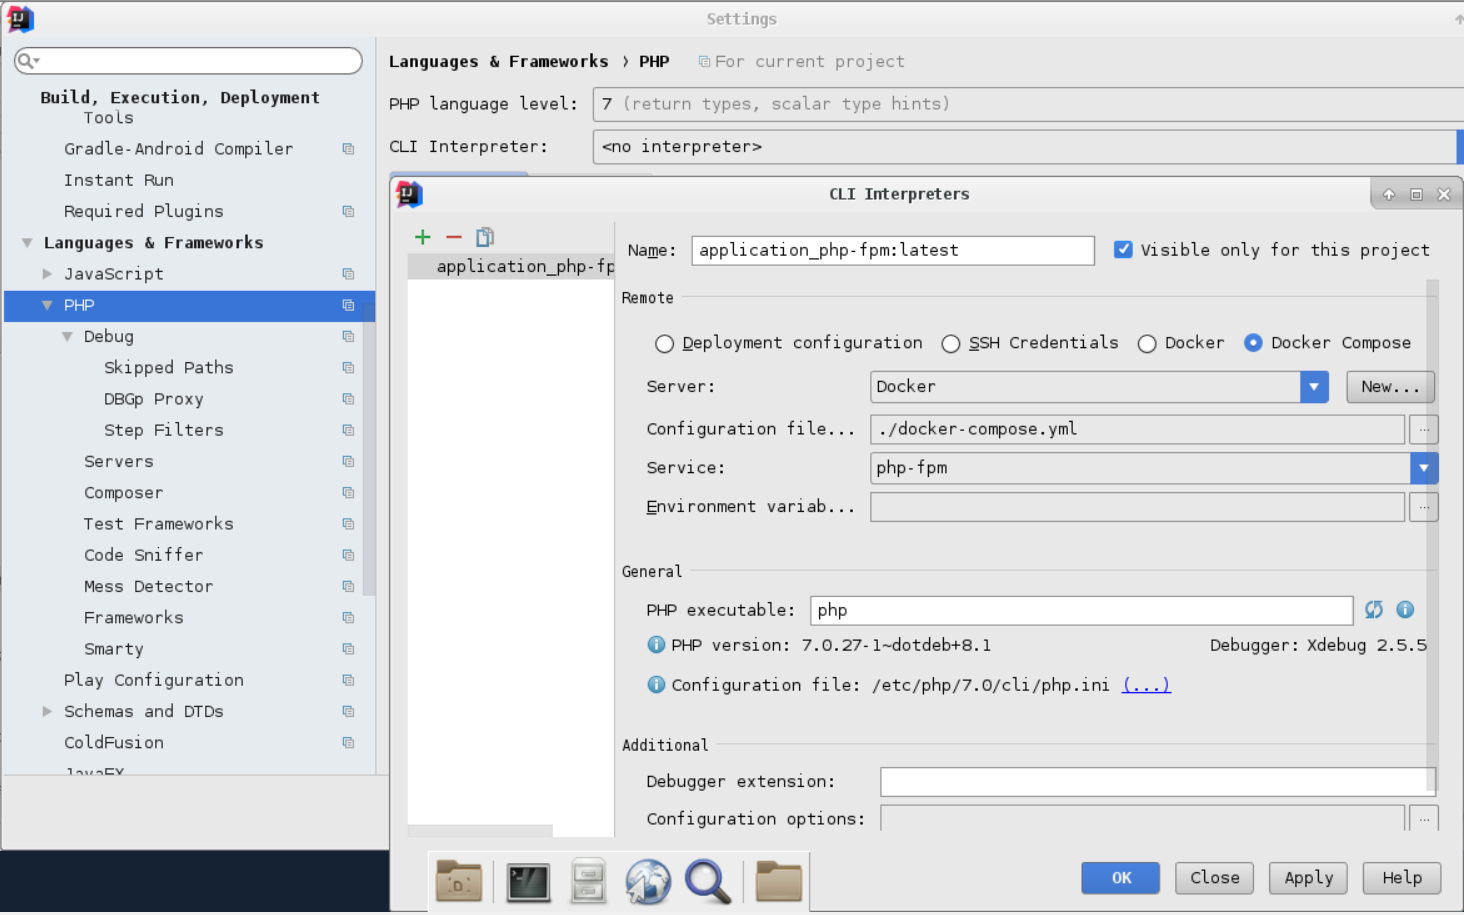 Settings
Languages & Frameworks › PHP
For current project
Build, Execution, Deployment
Tools
Gradle-Android Compiler
Instant Run
Required Plugins
Languages & Frameworks
JavaScript
PHP
Debug
Skipped Paths
DBGp Proxy
Step Filters
Servers
Composer
Test Frameworks
Code Sniffer
Mess Detector
Frameworks
Smarty
Play Configuration
Schemas and DTDs
ColdFusion
JavaFX
PHP language level: 7 (return types, scalar type hints)
CLI Interpreter: <no interpreter>
CLI Interpreters
application_php-fp
Name: application_php-fpm:latest
Visible only for this project
Remote
Deployment configuration SSH Credentials Docker Docker Compose
Server: Docker New...
Configuration file... ./docker-compose.yml ...
Service: php-fpm
Environment variab... ...
General
PHP executable: php
PHP version: 7.0.27-1~dotdeb+8.1 Debugger: Xdebug 2.5.5
Configuration file: /etc/php/7.0/cli/php.ini (...)
Additional
Debugger extension:
Configuration options: ...
OK Close Apply Help